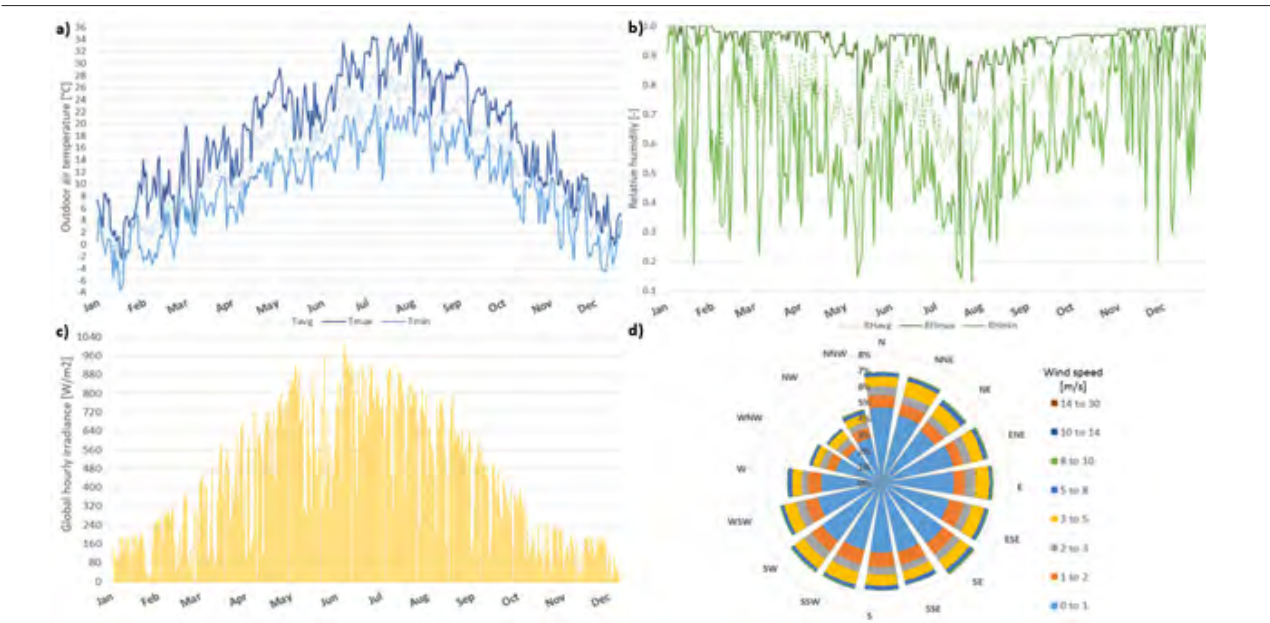 a)
Outdoor air temperature [°C]
36
34
32
30
28
26
24
22
20
18
16
14
12
10
8
6
4
2
0
-2
-4
-6
-8
Jan Feb Mar Apr May Jun Jul Aug Sep Oct Nov Dec
Tavg Tmax Tmin
b)
Relative humidity [-]
1.0
0.9
0.8
0.7
0.6
0.5
0.4
0.3
0.2
0.1
Jan Feb Mar Apr May Jun Jul Aug Sep Oct Nov Dec
RHavg RHmax RHmin
c)
Global hourly irradiance [W/m2]
1040
960
880
800
720
640
560
480
400
320
240
160
80
0
Jan Feb Mar Apr May Jun Jul Aug Sep Oct Nov Dec
d)
N
NNE
NE
ENE
E
ESE
SE
SSE
S
SSW
SW
WSW
W
WNW
NW
NNW
8%
7%
6%
5%
Wind speed
[m/s]
14 to 30
10 to 14
8 to 10
5 to 8
3 to 5
2 to 3
1 to 2
0 to 1